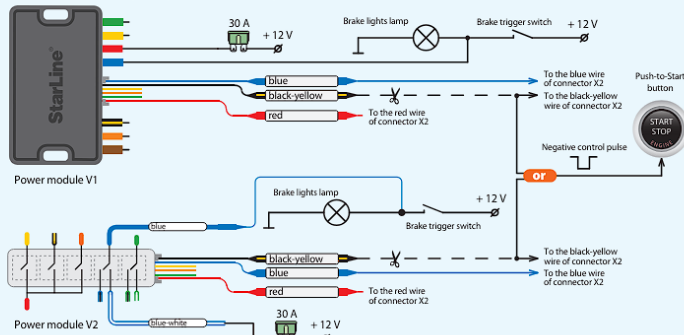 30 A
+ 12 V
Brake lights lamp
Brake trigger switch
+ 12 V
StarLine®
blue
To the blue wire
of connector X2
black-yellow
To the black-yellow
wire of connector X2
red
To the red wire
of connector X2
Push-to-Start
button
START
STOP
ENGINE
Negative control pulse
or
Power module V1
blue
Brake lights lamp
+ 12 V
Brake trigger switch
black-yellow
To the black-yellow
wire of connector X2
blue
To the blue wire
of connector X2
red
To the red wire
of connector X2
Power module V2
blue-white
30 A
+ 12 V